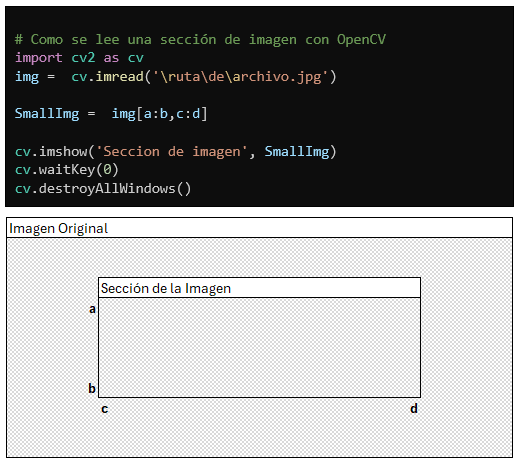 # Como se lee una sección de imagen con OpenCV
import cv2 as cv
img =  cv.imread('\ruta\de\archivo.jpg')
SmallImg =  img[a:b,c:d]
cv.imshow('Seccion de imagen', SmallImg)
cv.waitKey(0)
cv.destroyAllWindows()
Imagen Original
Sección de la Imagen
a
b
c d